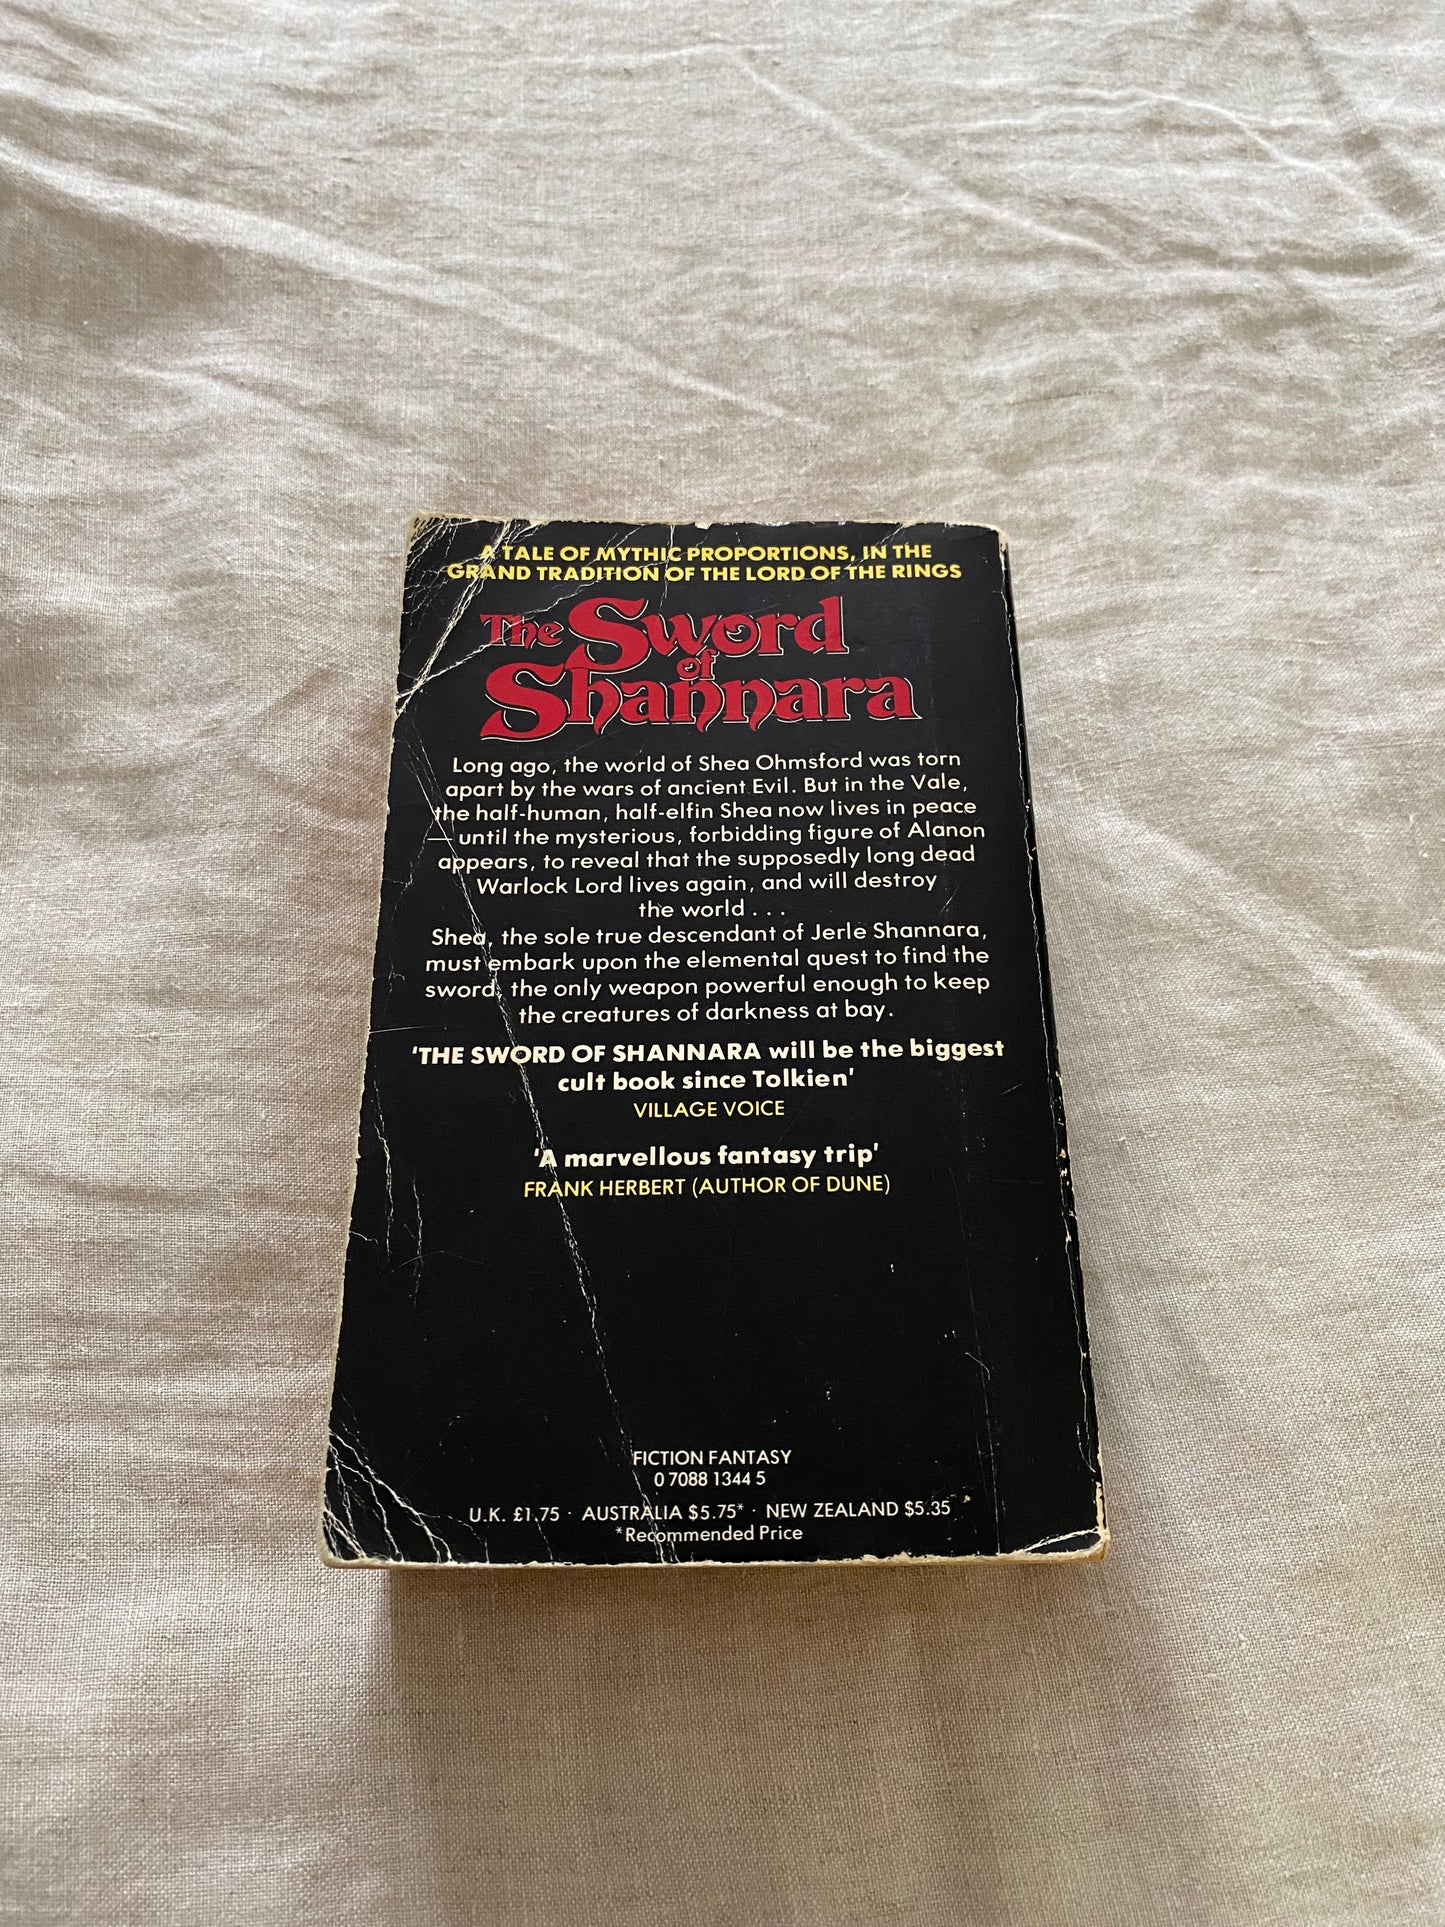 A TALE OF MYTHIC PROPORTIONS, IN THE
GRAND TRADITION OF THE LORD OF THE RINGS
The Sword
of
Shannara
Long ago, the world of Shea Ohmsford was torn
apart by the wars of ancient Evil. But in the Vale,
the half-human, half-elfin Shea now lives in peace
— until the mysterious, forbidding figure of Alanon
appears, to reveal that the supposedly long dead
Warlock Lord lives again, and will destroy
the world . . .
Shea, the sole true descendant of Jerle Shannara,
must embark upon the elemental quest to find the
sword, the only weapon powerful enough to keep
the creatures of darkness at bay.
'THE SWORD OF SHANNARA will be the biggest
cult book since Tolkien'
VILLAGE VOICE
'A marvellous fantasy trip'
FRANK HERBERT (AUTHOR OF DUNE)
FICTION FANTASY
0 7088 1344 5
U.K. £1.75 · AUSTRALIA $5.75* · NEW ZEALAND $5.35
*Recommended Price